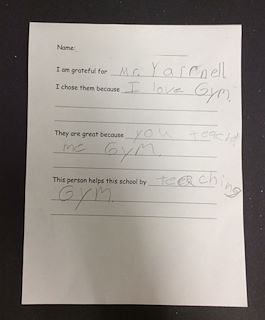 Name:
I am grateful for Mr. Yarrnell
I chose them because I love Gym.
They are great because you teach
me Gym.
This person helps this school by teaching
Gym.